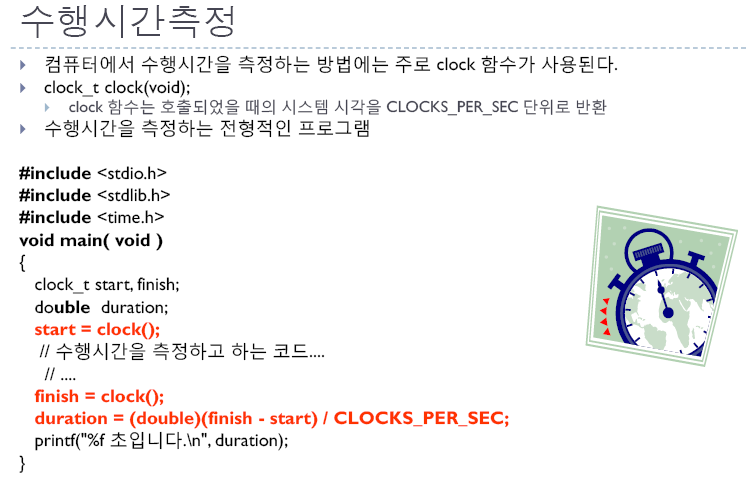 수행시간측정
컴퓨터에서 수행시간을 측정하는 방법에는 주로 clock 함수가 사용된다.
clock_t clock(void);
clock 함수는 호출되었을 때의 시스템 시각을 CLOCKS_PER_SEC 단위로 반환
수행시간을 측정하는 전형적인 프로그램
#include <stdio.h>
#include <stdlib.h>
#include <time.h>
void main( void )
{
clock_t start, finish;
double duration;
start = clock();
// 수행시간을 측정하고 하는 코드....
// ....
finish = clock();
duration = (double)(finish - start) / CLOCKS_PER_SEC;
printf("%f 초입니다.\n", duration);
}